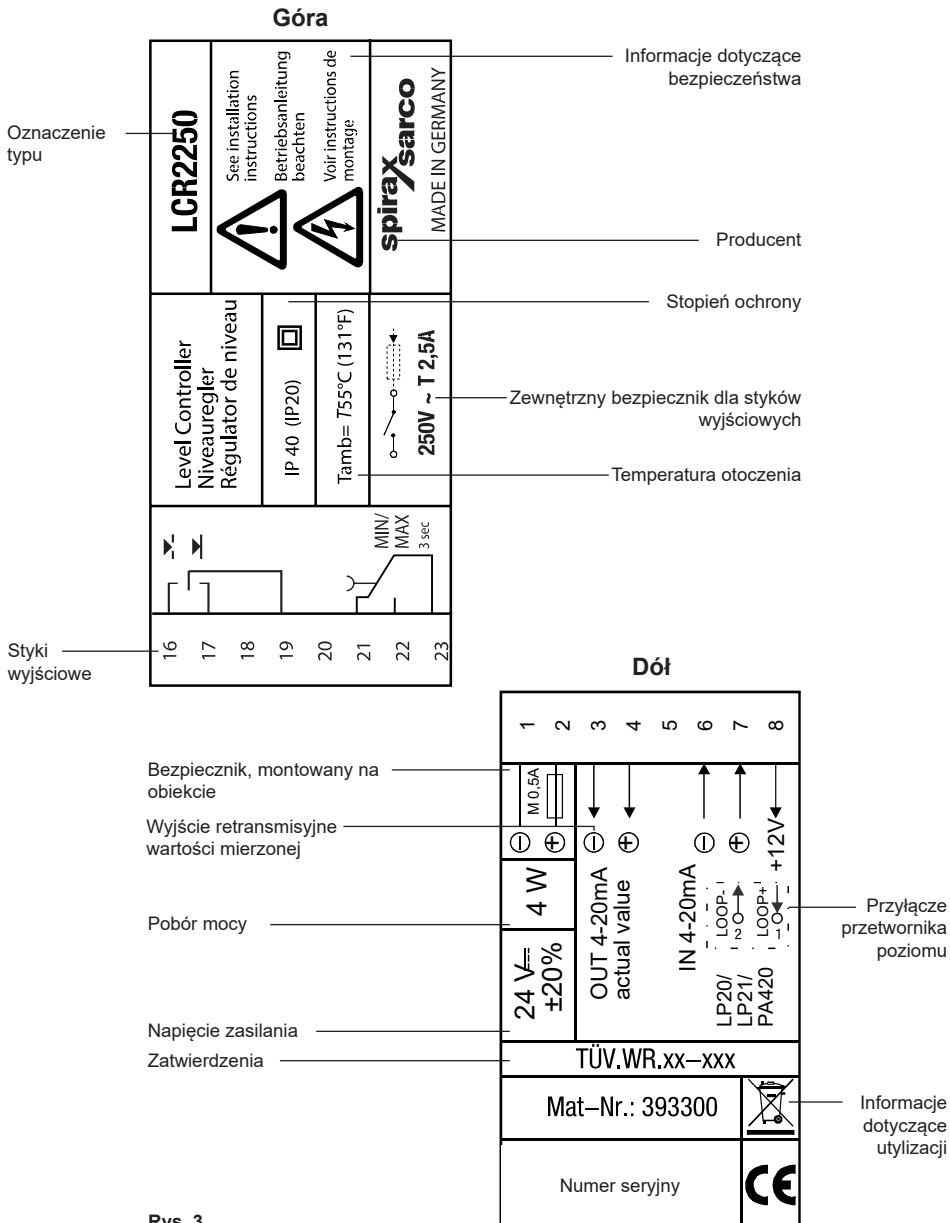 Góra
Oznaczenie
typu
LCR2250
See installation
instructions
Betriebsanleitung
beachten
Voir instructions de
montage
spirax
sarco
MADE IN GERMANY
Informacje dotyczące
bezpieczeństwa
Producent
Stopień ochrony
Zewnętrzny bezpiecznik dla styków
wyjściowych
Temperatura otoczenia
Level Controller
Niveauregler
Régulator de niveau
IP 40 (IP20)
Tamb= T55°C (131°F)
250V ~ T 2,5A
MIN/
MAX
3 sec
Styki
wyjściowe
16
17
18
19
20
21
22
23
Dół
1
2
3
4
5
6
7
8
Bezpiecznik, montowany na
obiekcie
Wyjście retransmisyjne
wartości mierzonej
Pobór mocy
Napięcie zasilania
Zatwierdzenia
M 0,5A
4 W
24 V
±20%
OUT 4-20mA
actual value
IN 4-20mA
+12V
LOOP-
2
LOOP+
1
LP20/
LP21/
PA420
Przyłącze
przetwornika
poziomu
TÜV.WR.xx–xxx
Mat–Nr.: 393300
Informacje
dotyczące
utylizacji
Numer seryjny
CE
Rys. 3